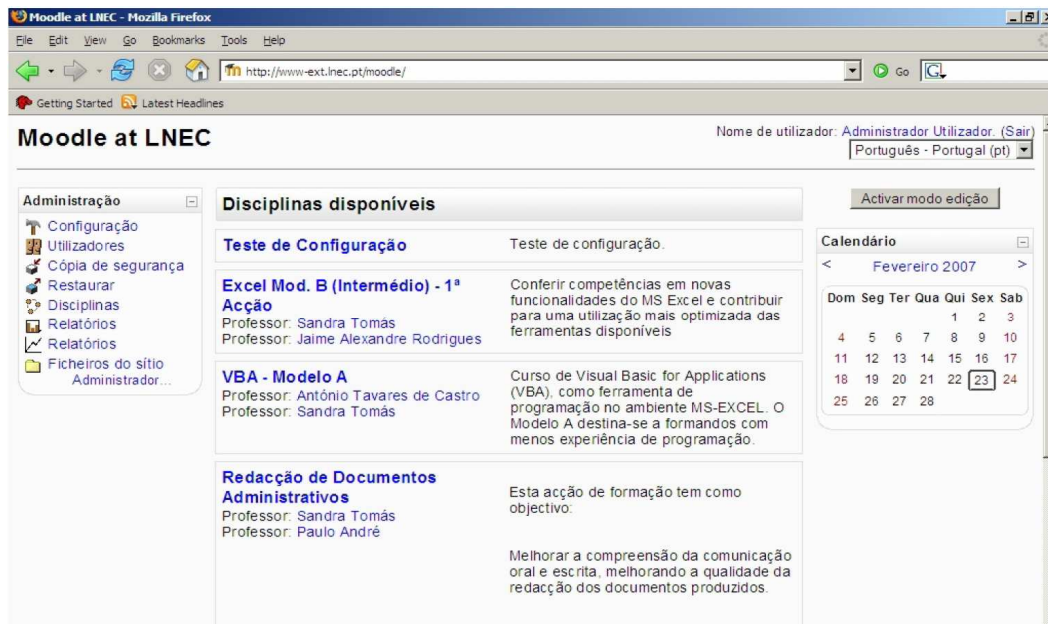 Moodle at LNEC - Mozilla Firefox
File Edit View Go Bookmarks Tools Help
http://www-ext.lnec.pt/moodle/
Go
G
Getting Started Latest Headlines
Moodle at LNEC
Nome de utilizador: Administrador Utilizador. (Sair)
Português - Portugal (pt)
Administração
Configuração
Utilizadores
Cópia de segurança
Restaurar
Disciplinas
Relatórios
Relatórios
Ficheiros do sítio
Administrador...
Disciplinas disponíveis
Teste de Configuração
Teste de configuração.
Excel Mod. B (Intermédio) - 1ª
Acção
Professor: Sandra Tomás
Professor: Jaime Alexandre Rodrigues
Conferir competências em novas
funcionalidades do MS Excel e contribuir
para uma utilização mais optimizada das
ferramentas disponíveis
VBA - Modelo A
Professor: António Tavares de Castro
Professor: Sandra Tomás
Curso de Visual Basic for Applications
(VBA), como ferramenta de
programação no ambiente MS-EXCEL. O
Modelo A destina-se a formandos com
menos experiência de programação.
Redacção de Documentos
Administrativos
Professor: Sandra Tomás
Professor: Paulo André
Esta acção de formação tem como
objectivo:
Melhorar a compreensão da comunicação
oral e escrita, melhorando a qualidade da
redacção dos documentos produzidos.
Activar modo edição
Calendário
< Fevereiro 2007 >
Dom Seg Ter Qua Qui Sex Sab
1 2 3
4 5 6 7 8 9 10
11 12 13 14 15 16 17
18 19 20 21 22 23 24
25 26 27 28